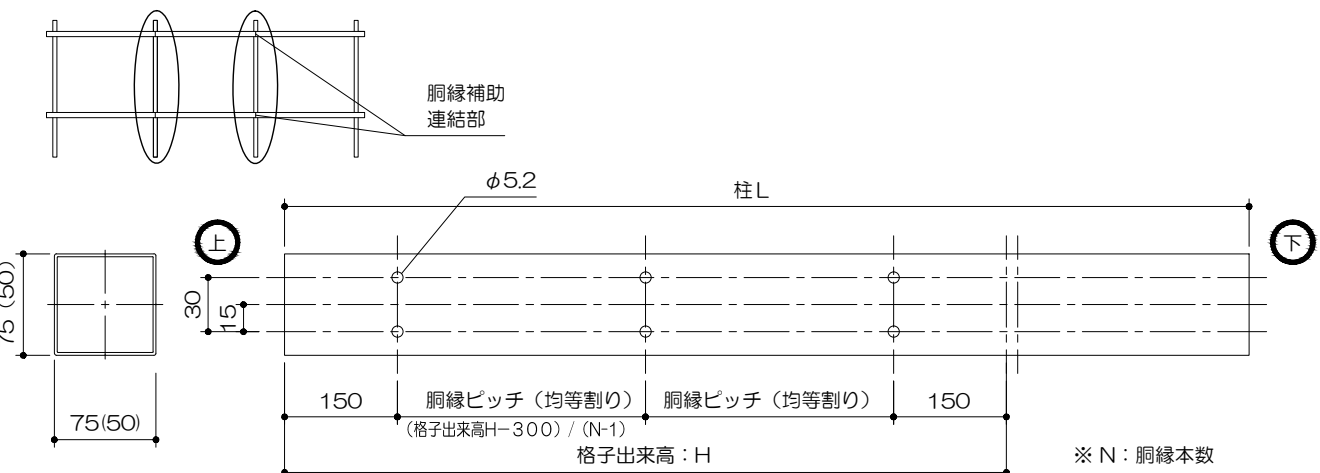 胴縁補助
連結部
φ5.2
柱L
上
下
75 (50)
30
15
75(50)
150
胴縁ピッチ（均等割り）
胴縁ピッチ（均等割り）
150
(格子出来高H-300) / (N-1)
格子出来高：H
※ N：胴縁本数